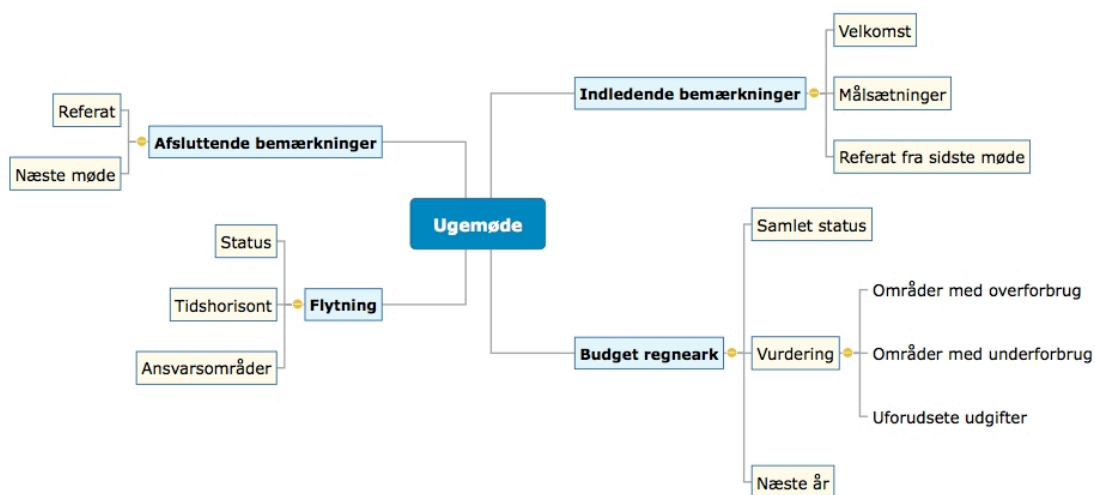 Ugemøde
Indledende bemærkninger
Velkomst
Målsætninger
Referat fra sidste møde
Budget regneark
Samlet status
Vurdering
Områder med overforbrug
Områder med underforbrug
Uforudsete udgifter
Næste år
Flytning
Status
Tidshorisont
Ansvarsområder
Afsluttende bemærkninger
Referat
Næste møde